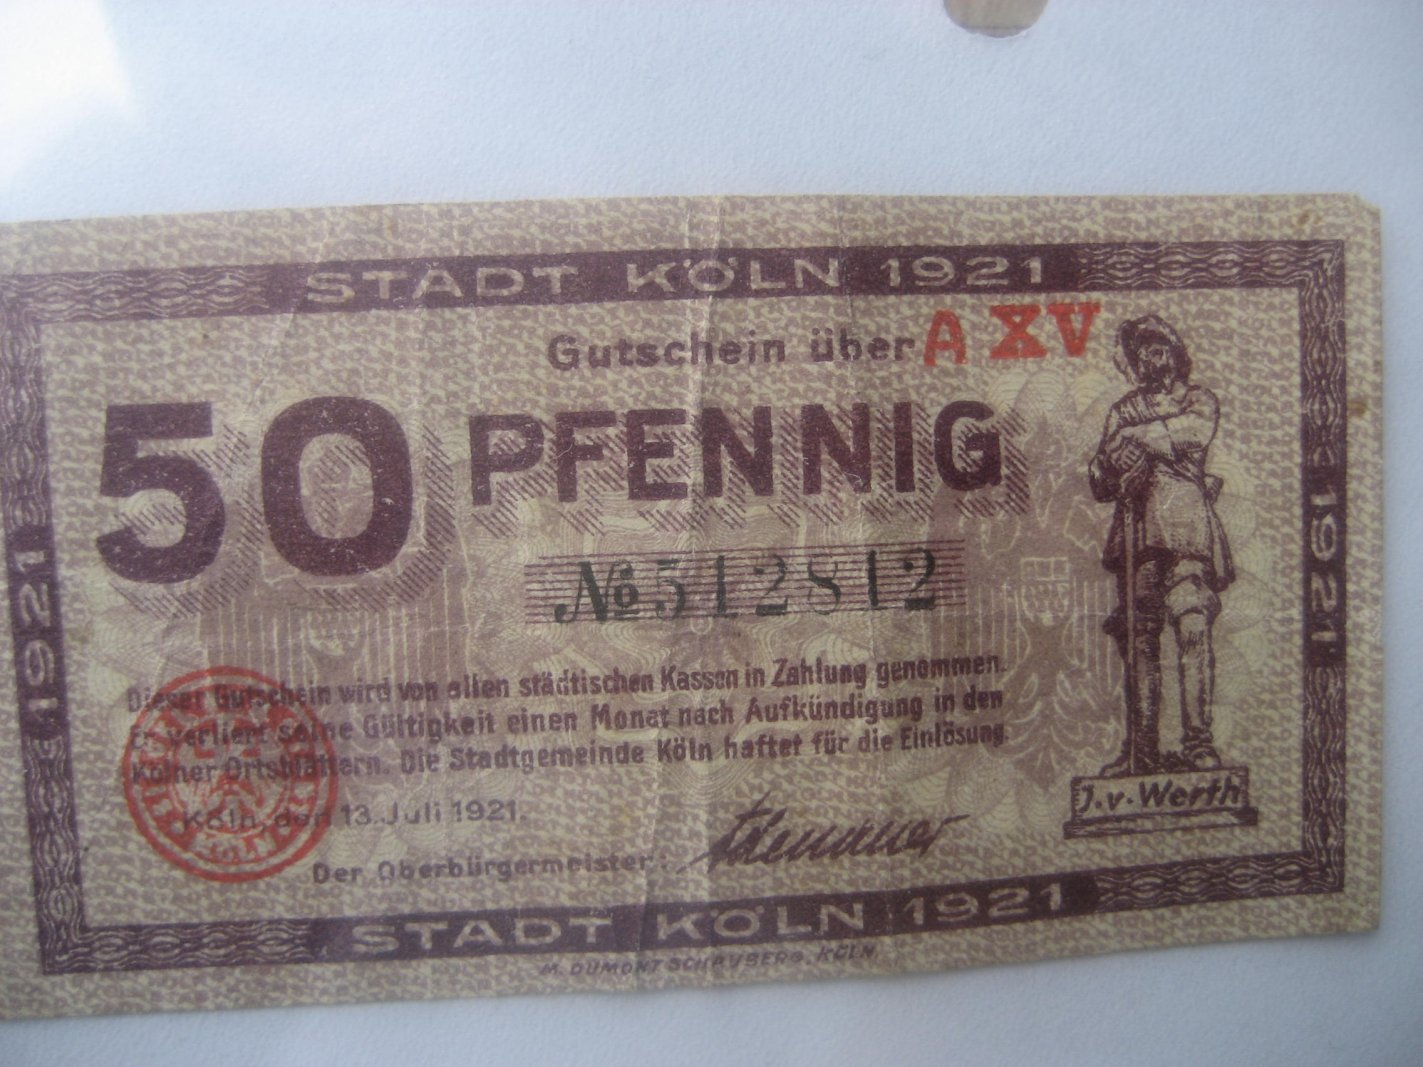 STADT KÖLN 1921
Gutschein über A XV
50 PFENNIG
№ 512812
Dieser Gutschein wird von allen städtischen Kassen in Zahlung genommen.
Er verliert seine Gültigkeit einen Monat nach Aufkündigung in den
Kölner Ortsblättern. Die Stadtgemeinde Köln haftet für die Einlösung.
Köln, den 13. Juli 1921.
Der Oberbürgermeister:
J. v. Werth
STADT KÖLN 1921
M. DUMONT SCHAUBERG, KÖLN
1921
1921